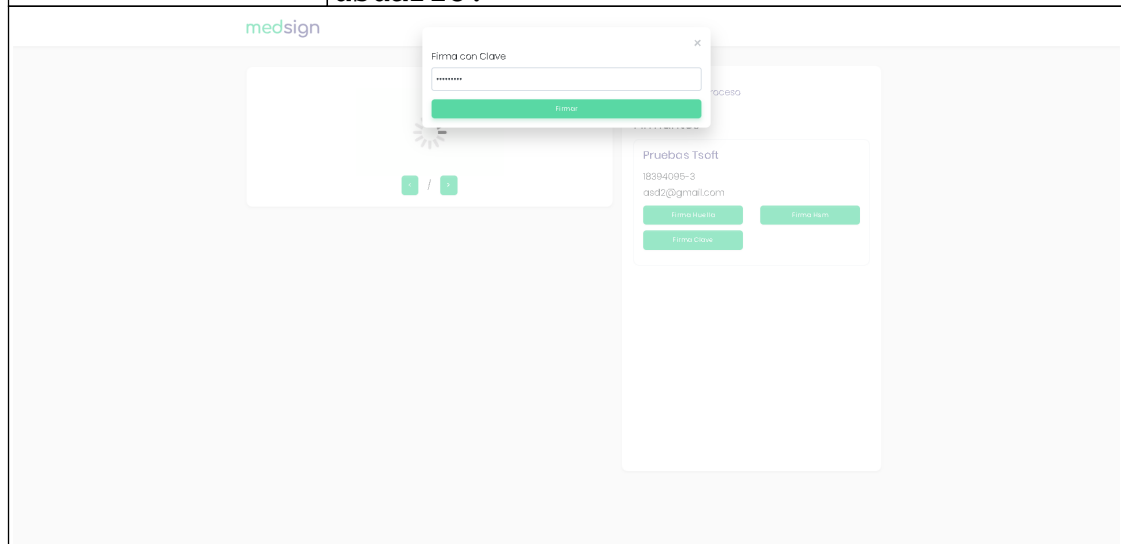 medsign
×
Firma con Clave
•••••••••
Firmar
Pruebas Tsoft
18394095-3
asd2@gmail.com
Firma Huella
Firma Hsm
Firma Clave
< / >